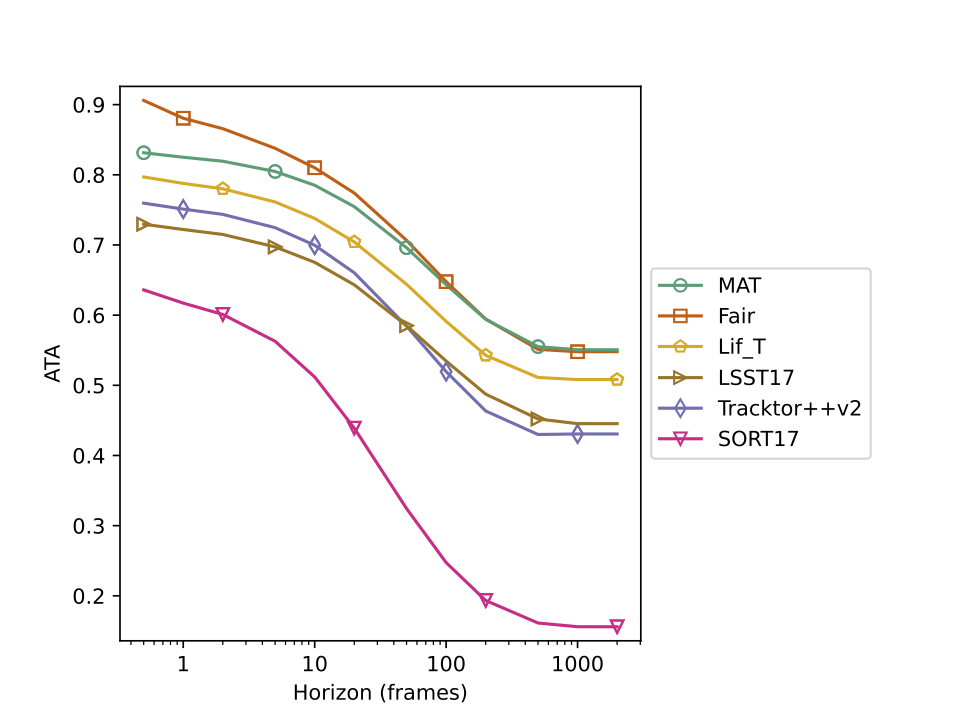 0.9
0.8
0.7
0.6
0.5
0.4
0.3
0.2
ATA
1
10
100
1000
Horizon (frames)
MAT
Fair
Lif_T
LSST17
Tracktor++v2
SORT17